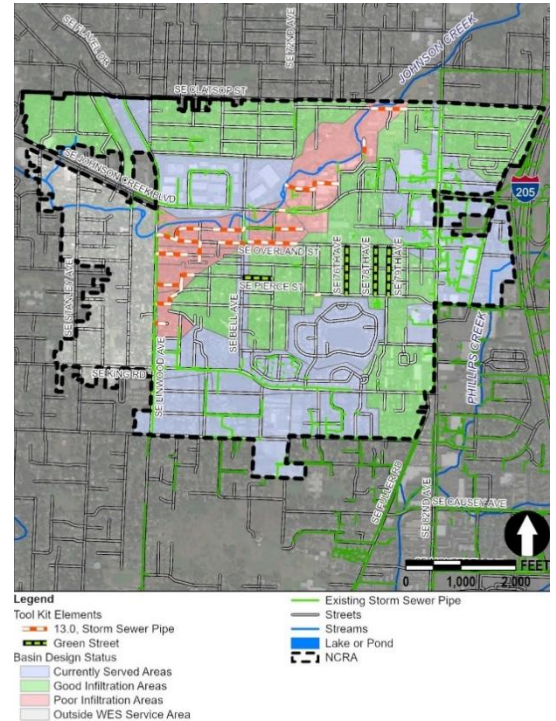 JOHNSON CREEK
SE FLAVEL DR
SE 72ND AVE
SE CLATSOP ST
SE JOHNSON CREEK BLVD
205
SE OVERLAND ST
SE STANLEY AVE
SE PIERCE ST
SE 76TH AVE
SE 78TH AVE
SE 79TH AVE
SE BELL AVE
PHILLIPS CREEK
SE LINWOOD AVE
SE KING RD
SE FULLER RD
SE 82ND AVE
SE CAUSEY AVE
FEET
0 1,000 2,000
Legend
Tool Kit Elements
13.0, Storm Sewer Pipe
Green Street
Basin Design Status
Currently Served Areas
Good Infiltration Areas
Poor Infiltration Areas
Outside WES Service Area
Existing Storm Sewer Pipe
Streets
Streams
Lake or Pond
NCRA